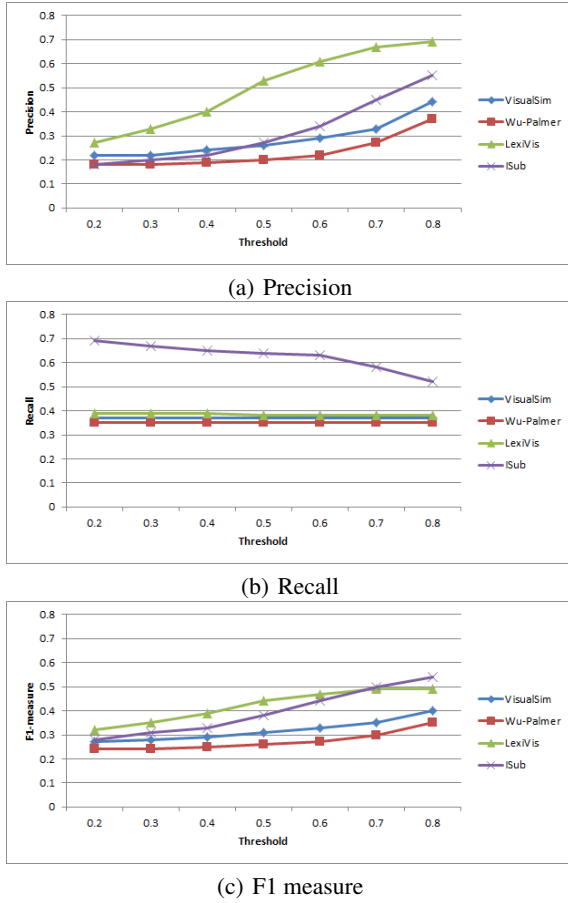 0.8
0.7
0.6
0.5
0.4
0.3
0.2
0.1
0
Precision
0.2 0.3 0.4 0.5 0.6 0.7 0.8
Threshold
VisualSim
Wu-Palmer
LexiVis
ISub
(a) Precision
0.8
0.7
0.6
0.5
0.4
0.3
0.2
0.1
0
Recall
0.2 0.3 0.4 0.5 0.6 0.7 0.8
Threshold
VisualSim
Wu-Palmer
LexiVis
ISub
(b) Recall
0.8
0.7
0.6
0.5
0.4
0.3
0.2
0.1
0
F1-measure
0.2 0.3 0.4 0.5 0.6 0.7 0.8
Threshold
VisualSim
Wu-Palmer
LexiVis
ISub
(c) F1 measure